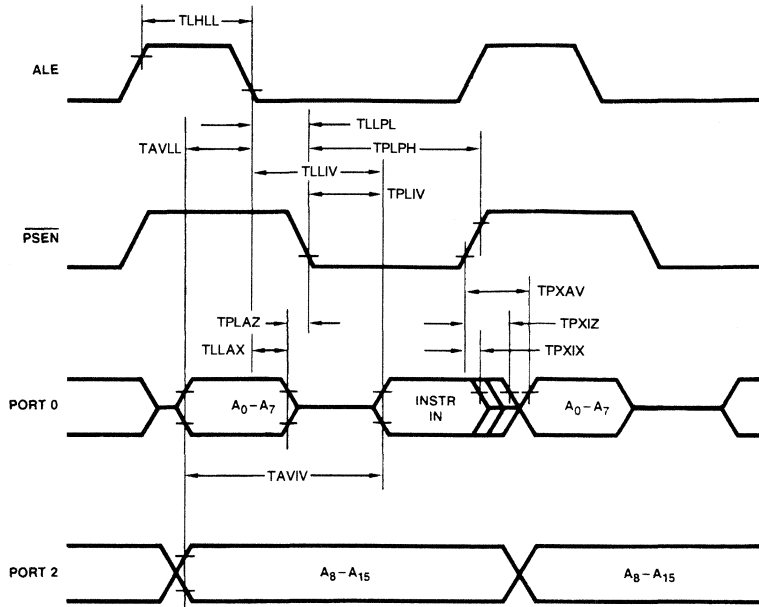 TLHLL
ALE
TLLPL
TAVLL
TPLPH
TLLIV
TPLIV
PSEN
TPXAV
TPLAZ
TPXIZ
TLLAX
TPXIX
PORT 0
A0–A7
INSTR
IN
A0–A7
TAVIV
PORT 2
A8–A15
A8–A15